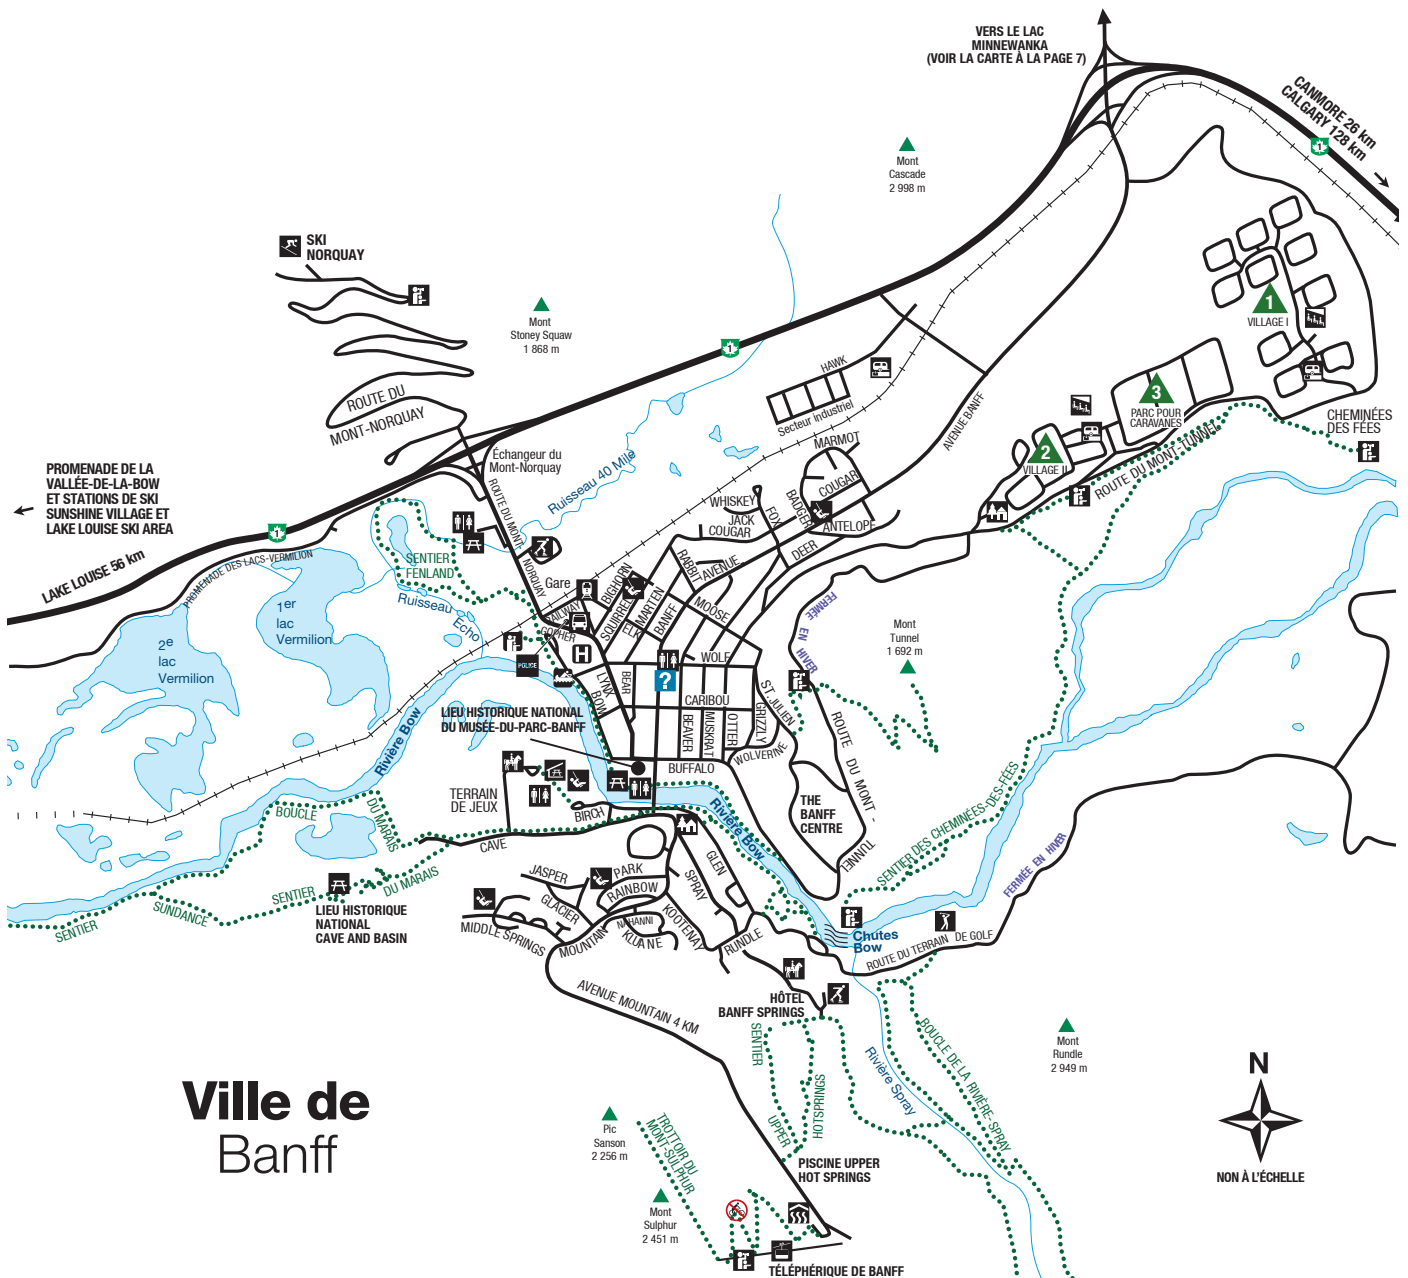 VERS LE LAC
MINNEWANKA
(VOIR LA CARTE À LA PAGE 7)
CANMORE 26 km
CALGARY 128 km
1
Mont
Cascade
2 998 m
SKI
NORQUAY
Mont
Stoney Squaw
1 868 m
1
1
VILLAGE I
HAWK
Secteur industriel
ROUTE DU
MONT-NORQUAY
3
PARC POUR
CARAVANES
CHEMINÉES
DES FÉES
AVENUE BANFF
2
VILLAGE II
ROUTE DU MONT-TUNNEL
Échangeur du
Mont-Norquay
MARMOT
COUGAR
BADGER
ANTELOPE
PROMENADE DE LA
VALLÉE-DE-LA-BOW
ET STATIONS DE SKI
SUNSHINE VILLAGE ET
LAKE LOUISE SKI AREA
1
LAKE LOUISE 56 km
Ruisseau 40 Mile
ROUTE DU MONT-
NORQUAY
WHISKEY
JACK
COUGAR
FOX
DEER
RABBIT
AVENUE
BANFF
PROMENADE DES LACS-VERMILION
SENTIER
FENLAND
Ruisseau
Echo
1er
lac
Vermilion
2e
lac
Vermilion
Gare
RAILWAY
GOPHER
BIGHORN
SQUIRREL
ELK
MARTEN
MOOSE
WOLF
H
POLICE
?
LYNX
BOW
BEAR
CARIBOU
BEAVER
MUSKRAT
OTTER
GRIZZLY
ST. JULIEN
WOLVERINE
BUFFALO
FERMÉE EN HIVER
Mont
Tunnel
1 692 m
ROUTE DU MONT-
TUNNEL
LIEU HISTORIQUE NATIONAL
DU MUSÉE-DU-PARC-BANFF
Rivière Bow
TERRAIN
DE JEUX
BIRCH
CAVE
Rivière Bow
THE
BANFF
CENTRE
SENTIER DES CHEMINÉES-DES-FÉES
FERMÉE EN HIVER
BOUCLE
DU MARAIS
SENTIER
DU MARAIS
SENTIER
SUNDANCE
LIEU HISTORIQUE
NATIONAL
CAVE AND BASIN
JASPER
PARK
RAINBOW
GLACIER
MIDDLE SPRINGS
MOUNTAIN
NAHANNI
KLUANE
KOOTENAY
SPRAY
GLEN
RUNDLE
Chutes
Bow
ROUTE DU TERRAIN DE GOLF
HÔTEL
BANFF SPRINGS
AVENUE MOUNTAIN 4 KM
SENTIER
UPPER
HOTSPRINGS
Rivière Spray
BOUCLE DE LA RIVIÈRE-SPRAY
Mont
Rundle
2 949 m
N
NON À L'ÉCHELLE
Ville de
Banff
Pic
Sanson
2 256 m
TROTTOIR DU
MONT-SULPHUR
Mont
Sulphur
2 451 m
PISCINE UPPER
HOT SPRINGS
TÉLÉPHÉRIQUE DE BANFF